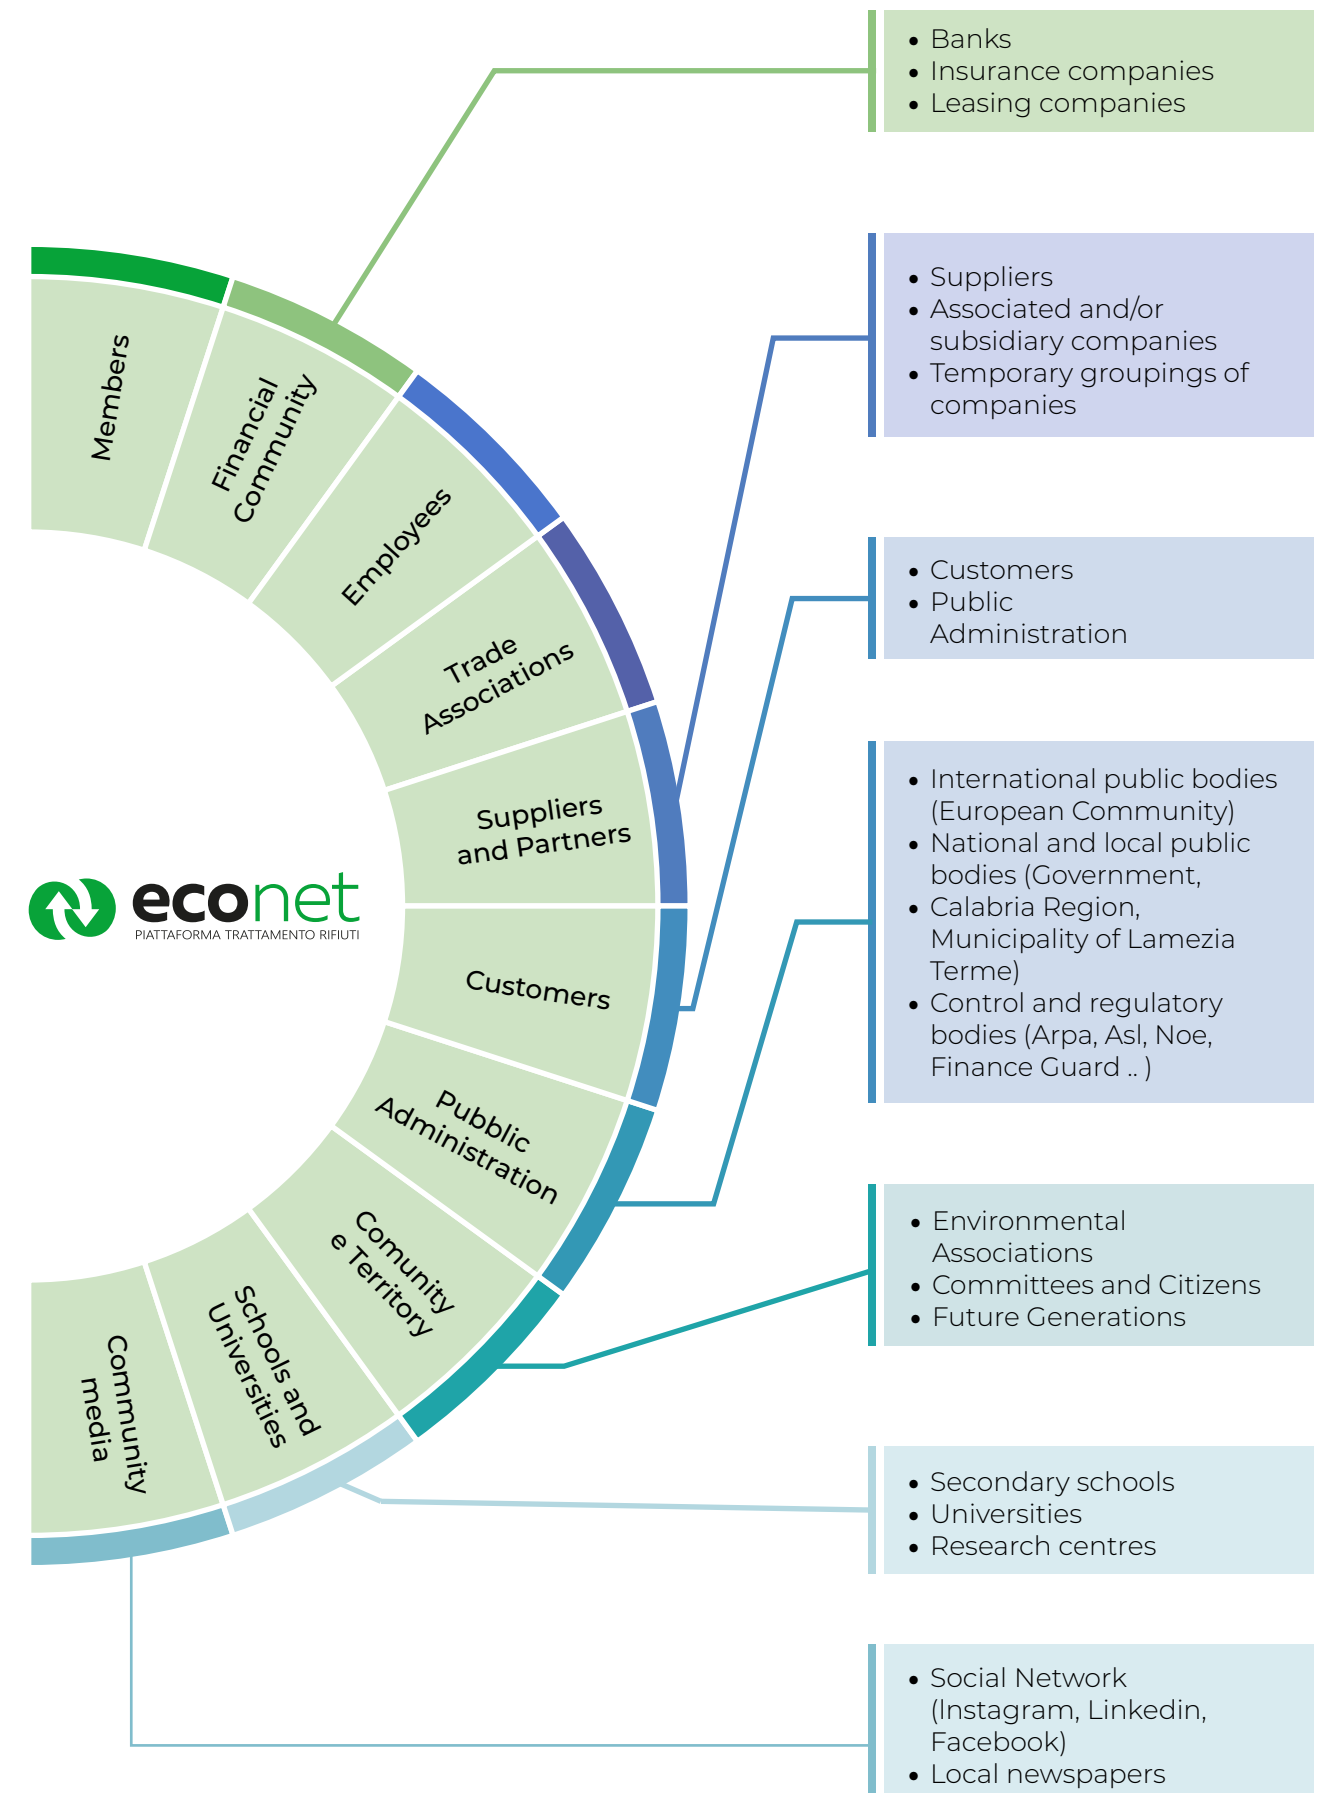 • Banks
• Insurance companies
• Leasing companies
• Suppliers
• Associated and/or
subsidiary companies
• Temporary groupings of
companies
• Customers
• Public
Administration
• International public bodies
(European Community)
• National and local public
bodies (Government,
• Calabria Region,
Municipality of Lamezia
Terme)
• Control and regulatory
bodies (Arpa, Asl, Noe,
Finance Guard .. )
• Environmental
Associations
• Committees and Citizens
• Future Generations
• Secondary schools
• Universities
• Research centres
• Social Network
(Instagram, Linkedin,
Facebook)
• Local newspapers
Members
Financial
Community
Employees
Trade
Associations
Suppliers
and Partners
Customers
Pubblic
Administration
Comunity
e Territory
Schools and
Universities
Community
media
econet
PIATTAFORMA TRATTAMENTO RIFIUTI